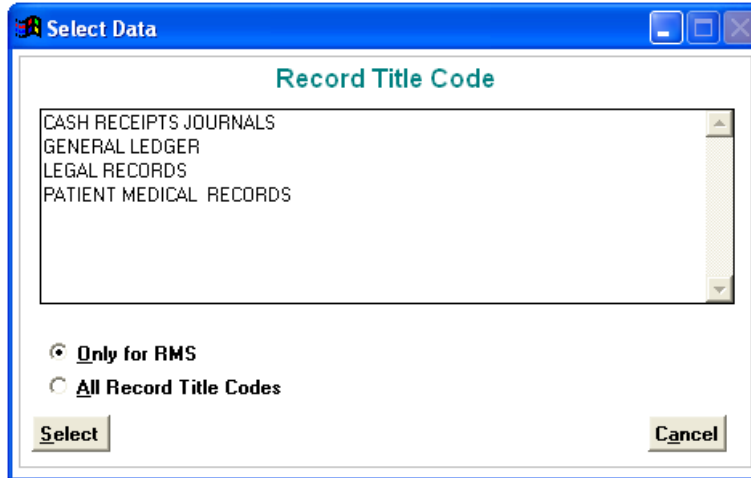 Select Data
Record Title Code
CASH RECEIPTS JOURNALS
GENERAL LEDGER
LEGAL RECORDS
PATIENT MEDICAL  RECORDS
Only for RMS
All Record Title Codes
Select Cancel